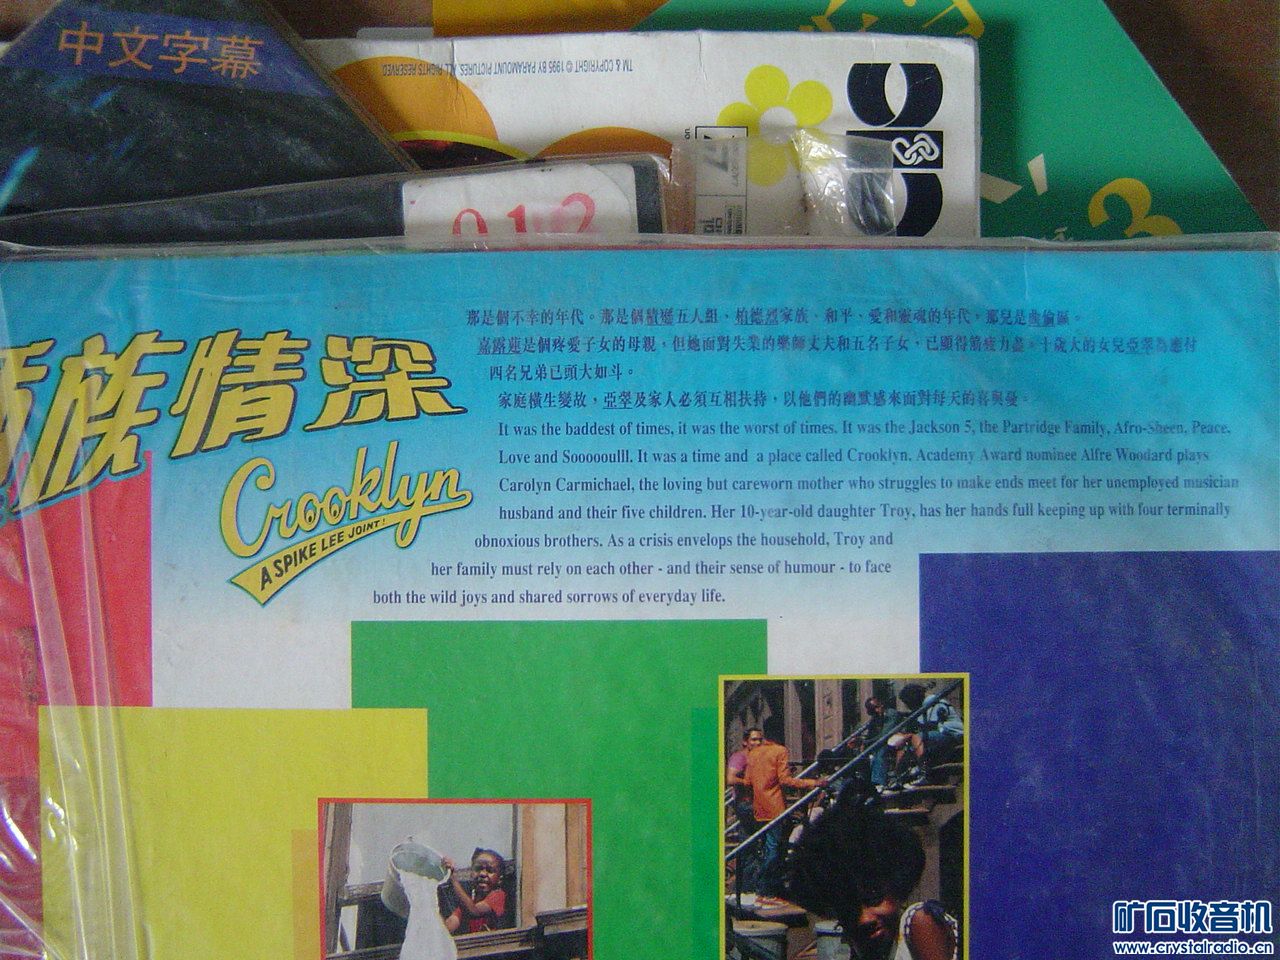 中文字幕
TM & COPYRIGHT © 1995 BY PARAMOUNT PICTURES. ALL RIGHTS RESERVED
012
3
族情深
Crooklyn
A SPIKE LEE JOINT!
那是個不幸的年代。那是個積遜五人組、柏德烈家族、和平、愛和靈魂的年代。那兒是曲倫區。
嘉露蓮是個疼愛子女的母親。但她面對失業的樂師丈夫和五名子女，已顯得筋疲力盡。十歲大的女兒亞翠為應付
四名兄弟已頭大如斗。
家庭橫生變故，亞翠及家人必須互相扶持，以他們的幽默感來面對每天的喜與憂。
It was the baddest of times, it was the worst of times. It was the Jackson 5, the Partridge Family, Afro-Sheen, Peace,
Love and Soooooulll. It was a time and a place called Crooklyn. Academy Award nominee Alfre Woodard plays
Carolyn Carmichael, the loving but careworn mother who struggles to make ends meet for her unemployed musician
husband and their five children. Her 10-year-old daughter Troy, has her hands full keeping up with four terminally
obnoxious brothers. As a crisis envelops the household, Troy and
her family must rely on each other - and their sense of humour - to face
both the wild joys and shared sorrows of everyday life.
矿石收音机
www.crystalradio.cn